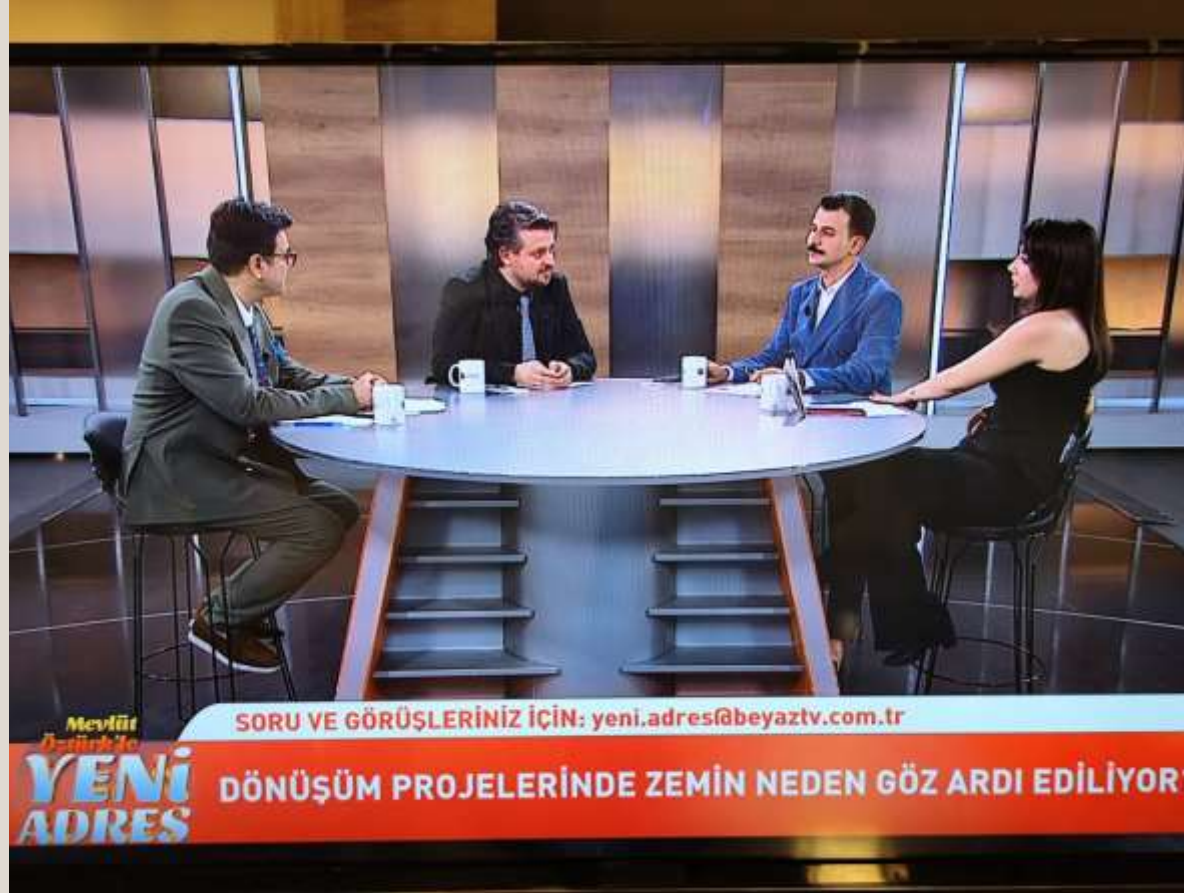 SORU VE GÖRÜŞLERİNİZ İÇİN: yeni.adres@beyaztv.com.tr
Mevlüt
Öztürk'le
YENİ
ADRES
DÖNÜŞÜM PROJELERİNDE ZEMİN NEDEN GÖZ ARDI EDİLİYOR?